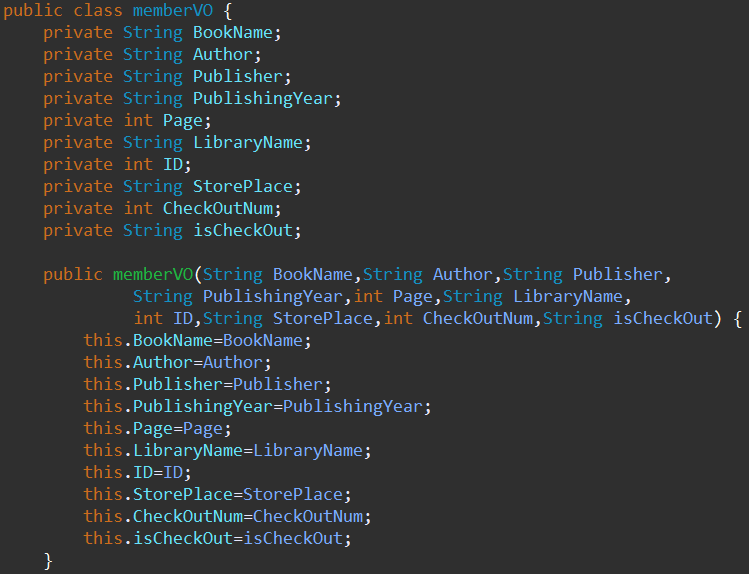 public class memberVO {
    private String BookName;
    private String Author;
    private String Publisher;
    private String PublishingYear;
    private int Page;
    private String LibraryName;
    private int ID;
    private String StorePlace;
    private int CheckOutNum;
    private String isCheckOut;

    public memberVO(String BookName,String Author,String Publisher,
             String PublishingYear,int Page,String LibraryName,
             int ID,String StorePlace,int CheckOutNum,String isCheckOut) {
        this.BookName=BookName;
        this.Author=Author;
        this.Publisher=Publisher;
        this.PublishingYear=PublishingYear;
        this.Page=Page;
        this.LibraryName=LibraryName;
        this.ID=ID;
        this.StorePlace=StorePlace;
        this.CheckOutNum=CheckOutNum;
        this.isCheckOut=isCheckOut;
    }